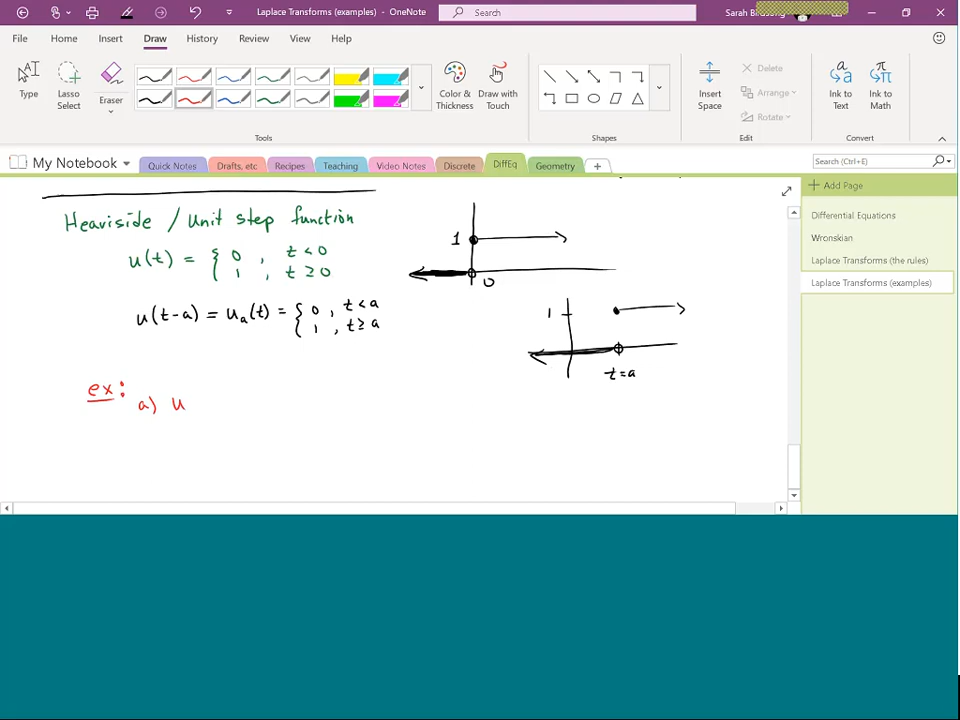 Laplace Transforms (examples) - OneNote
Search
Sarah
File Home Insert Draw History Review View Help
Type
Lasso Select
Eraser
Color & Thickness
Draw with Touch
Insert Space
Delete
Arrange
Rotate
Ink to Text
Ink to Math
Tools
Shapes
Edit
Convert
My Notebook
Quick Notes
Drafts, etc
Recipes
Teaching
Video Notes
Discrete
DiffEq
Geometry
Search (Ctrl+E)
Add Page
Differential Equations
Wronskian
Laplace Transforms (the rules)
Laplace Transforms (examples)
Heaviside / Unit step function
u(t) = { 0 , t < 0
1 , t ≥ 0
1
0
u(t-a) = u_a(t) = { 0 , t < a
1 , t ≥ a
1
t=a
ex:
a) u